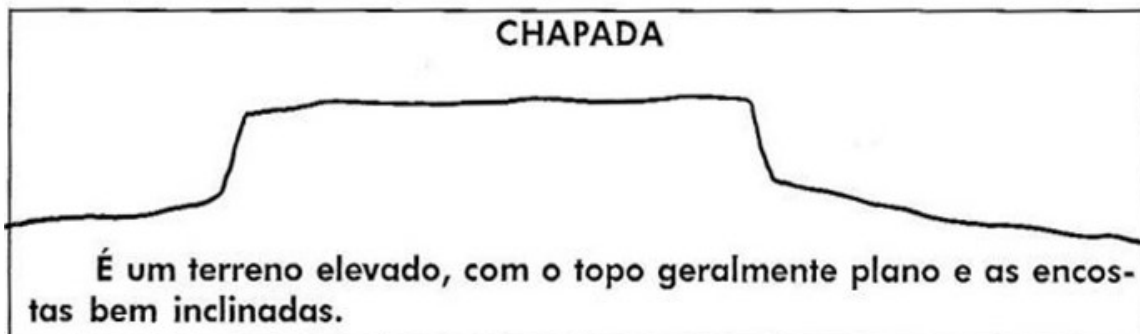 CHAPADA
É um terreno elevado, com o topo geralmente plano e as encos-
tas bem inclinadas.